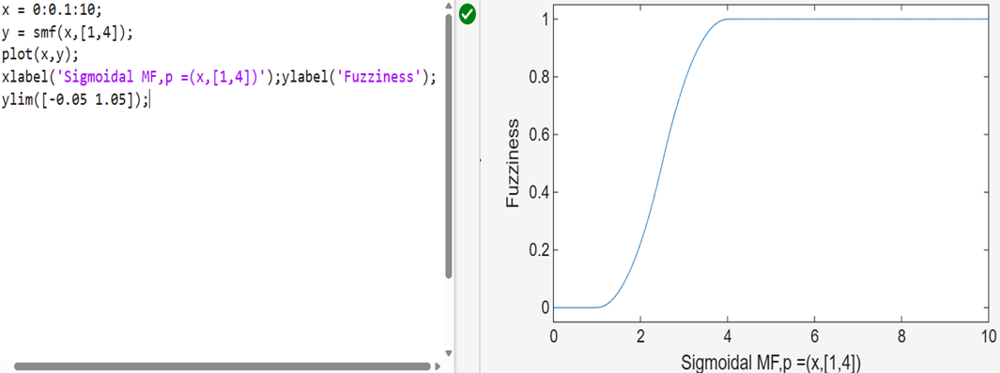 x = 0:0.1:10;
y = smf(x,[1,4]);
plot(x,y);
xlabel('Sigmoidal MF,p =(x,[1,4])');ylabel('Fuzziness');
ylim([-0.05 1.05]);
1
0.8
0.6
0.4
0.2
0
Fuzziness
0 2 4 6 8 10
Sigmoidal MF,p =(x,[1,4])